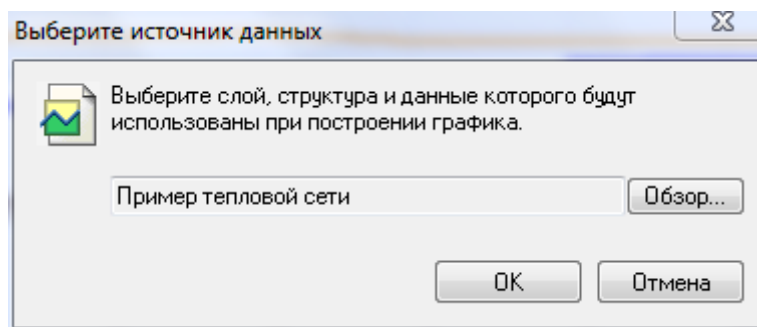 Выберите источник данных
Выберите слой, структура и данные которого будут
использованы при построении графика.
Пример тепловой сети
Обзор...
OK
Отмена